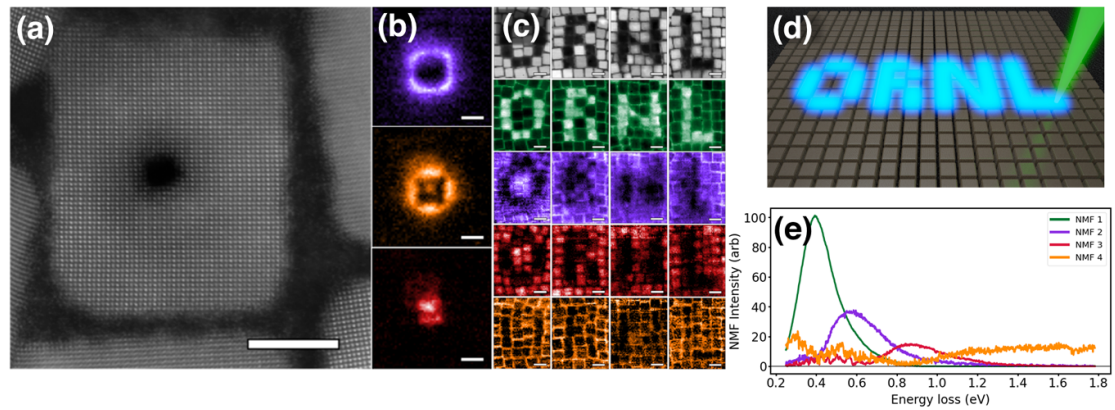 (a)
(b)
(c)
ORNL
ORNL
(d)
(e)
NMF 1
NMF 2
NMF 3
NMF 4
NMF Intensity (arb)
100
80
60
40
20
0
0.2 0.4 0.6 0.8 1.0 1.2 1.4 1.6 1.8
Energy loss (eV)